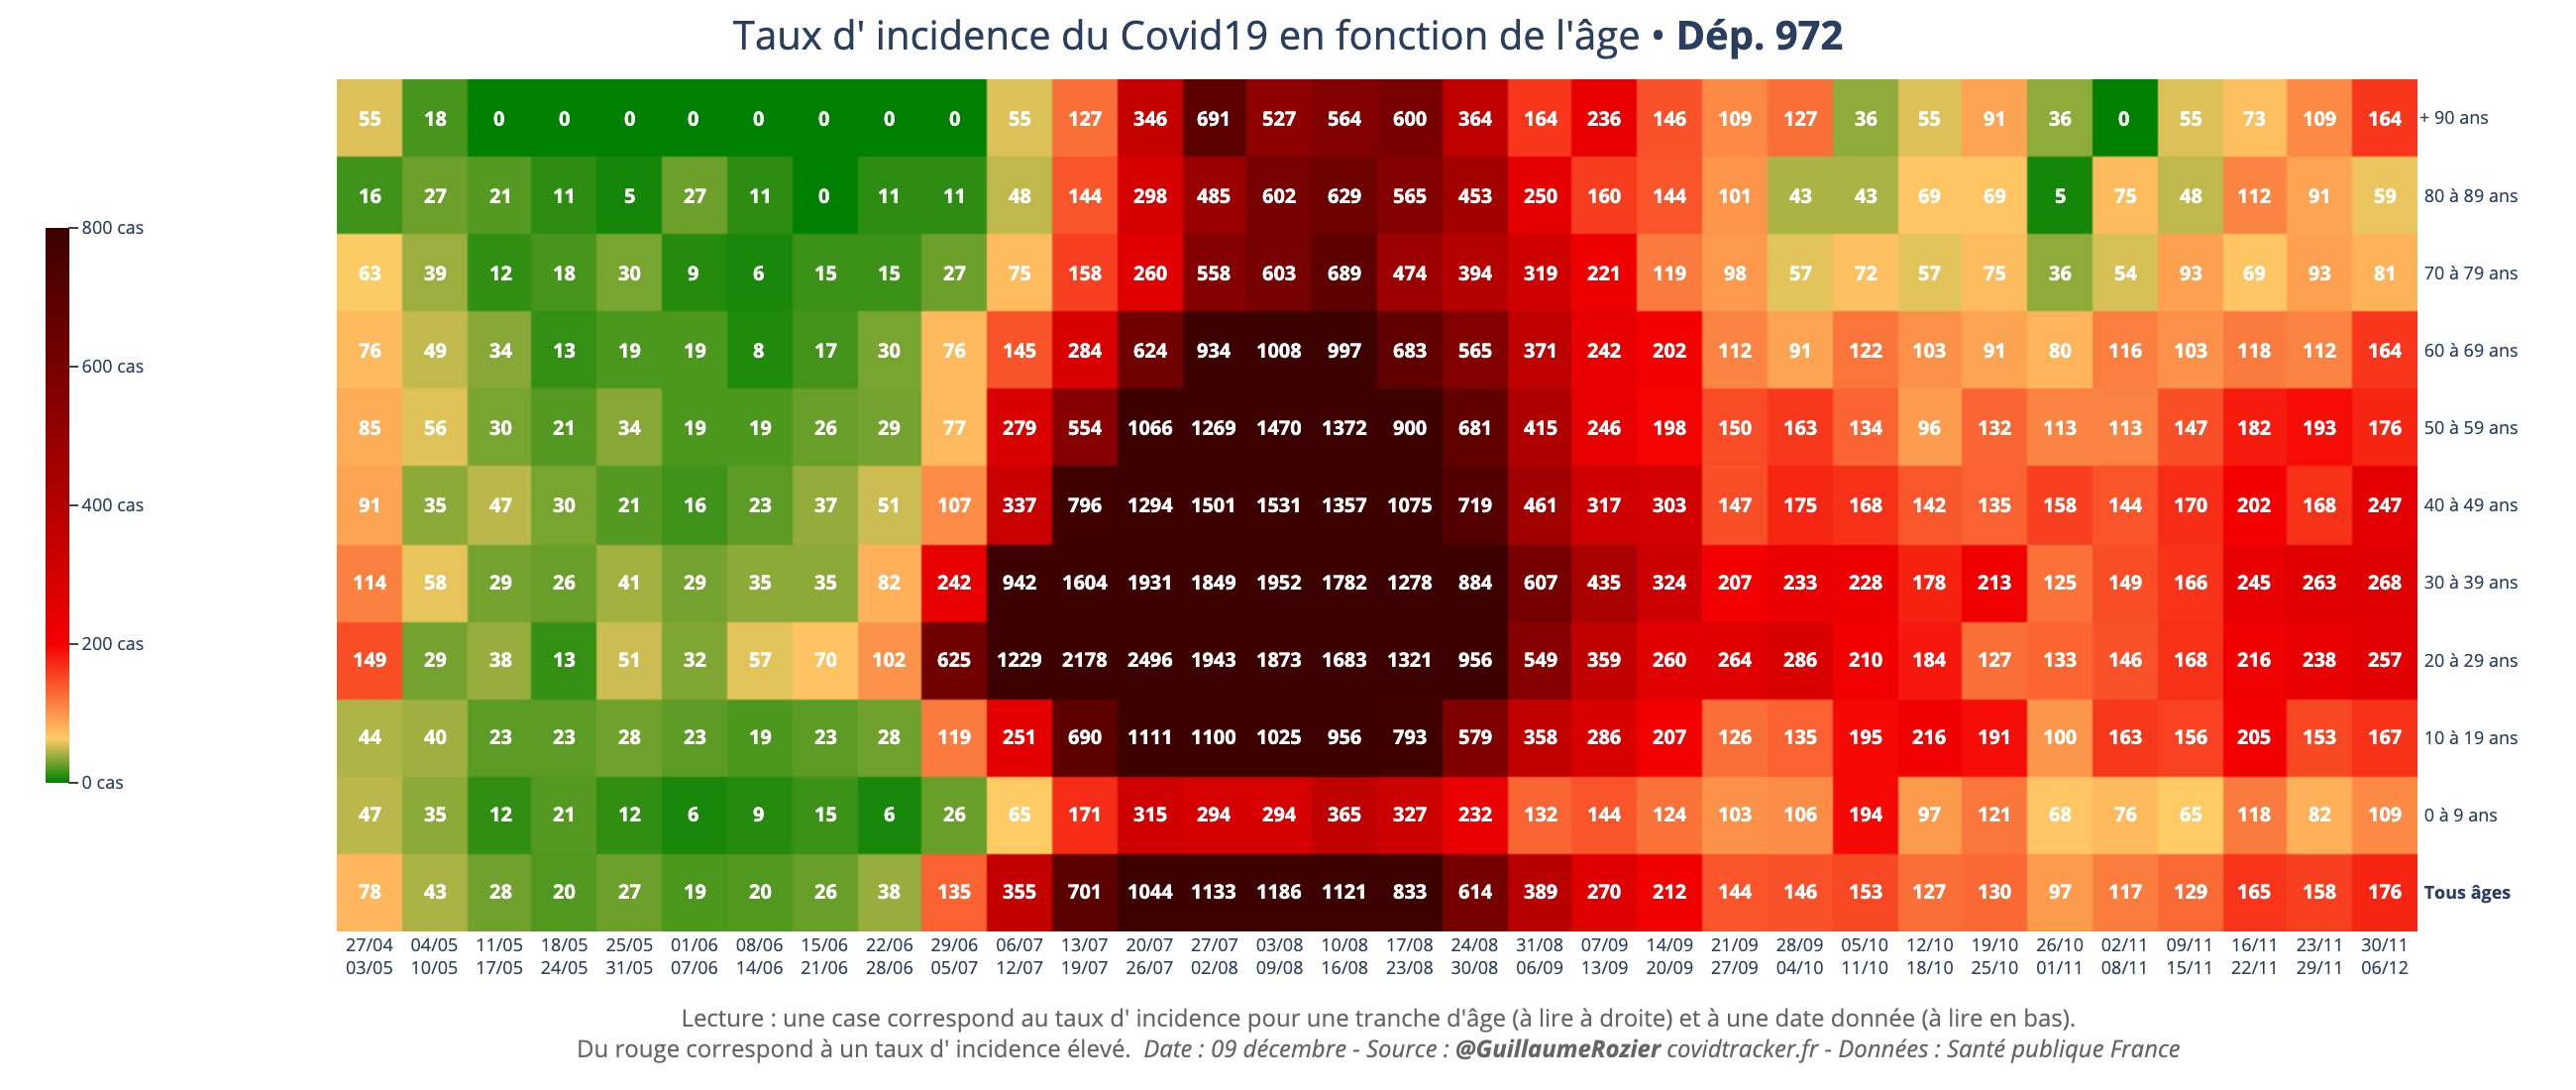 Taux d' incidence du Covid19 en fonction de l'âge • Dép. 972
800 cas
600 cas
400 cas
200 cas
0 cas
55 18 0 0 0 0 0 0 0 0 55 127 346 691 527 564 600 364 164 236 146 109 127 36 55 91 36 0 55 73 109 164 + 90 ans
16 27 21 11 5 27 11 0 11 11 48 144 298 485 602 629 565 453 250 160 144 101 43 43 69 69 5 75 48 112 91 59 80 à 89 ans
63 39 12 18 30 9 6 15 15 27 75 158 260 558 603 689 474 394 319 221 119 98 57 72 57 75 36 54 93 69 93 81 70 à 79 ans
76 49 34 13 19 19 8 17 30 76 145 284 624 934 1008 997 683 565 371 242 202 112 91 122 103 91 80 116 103 118 112 164 60 à 69 ans
85 56 30 21 34 19 19 26 29 77 279 554 1066 1269 1470 1372 900 681 415 246 198 150 163 134 96 132 113 113 147 182 193 176 50 à 59 ans
91 35 47 30 21 16 23 37 51 107 337 796 1294 1501 1531 1357 1075 719 461 317 303 147 175 168 142 135 158 144 170 202 168 247 40 à 49 ans
114 58 29 26 41 29 35 35 82 242 942 1604 1931 1849 1952 1782 1278 884 607 435 324 207 233 228 178 213 125 149 166 245 263 268 30 à 39 ans
149 29 38 13 51 32 57 70 102 625 1229 2178 2496 1943 1873 1683 1321 956 549 359 260 264 286 210 184 127 133 146 168 216 238 257 20 à 29 ans
44 40 23 23 28 23 19 23 28 119 251 690 1111 1100 1025 956 793 579 358 286 207 126 135 195 216 191 100 163 156 205 153 167 10 à 19 ans
47 35 12 21 12 6 9 15 6 26 65 171 315 294 294 365 327 232 132 144 124 103 106 194 97 121 68 76 65 118 82 109 0 à 9 ans
78 43 28 20 27 19 20 26 38 135 355 701 1044 1133 1186 1121 833 614 389 270 212 144 146 153 127 130 97 117 129 165 158 176 Tous âges
27/04 04/05 11/05 18/05 25/05 01/06 08/06 15/06 22/06 29/06 06/07 13/07 20/07 27/07 03/08 10/08 17/08 24/08 31/08 07/09 14/09 21/09 28/09 05/10 12/10 19/10 26/10 02/11 09/11 16/11 23/11 30/11
03/05 10/05 17/05 24/05 31/05 07/06 14/06 21/06 28/06 05/07 12/07 19/07 26/07 02/08 09/08 16/08 23/08 30/08 06/09 13/09 20/09 27/09 04/10 11/10 18/10 25/10 01/11 08/11 15/11 22/11 29/11 06/12
Lecture : une case correspond au taux d' incidence pour une tranche d'âge (à lire à droite) et à une date donnée (à lire en bas).
Du rouge correspond à un taux d' incidence élevé. Date : 09 décembre - Source : @GuillaumeRozier covidtracker.fr - Données : Santé publique France